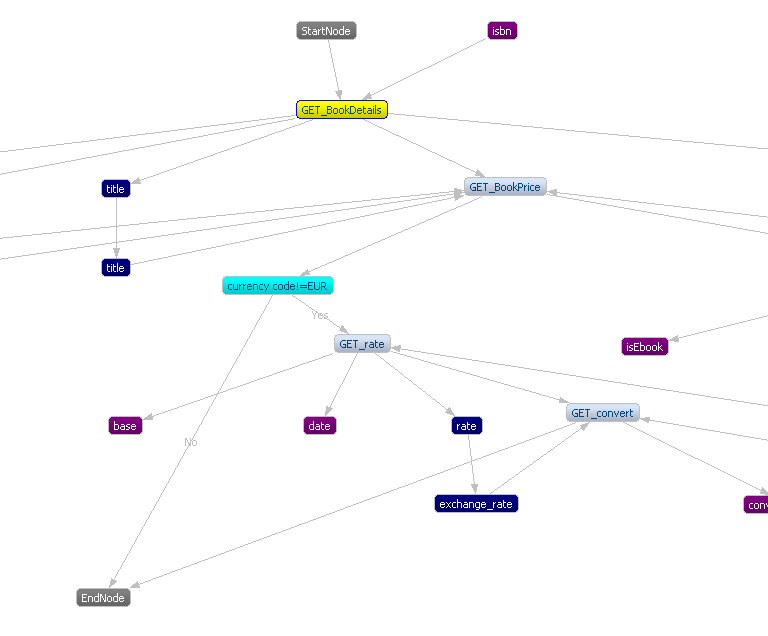 StartNode
isbn
GET_BookDetails
title
GET_BookPrice
title
currency code!=EUR
Yes
GET_rate
isEbook
base
date
rate
GET_convert
No
exchange_rate
conv
EndNode